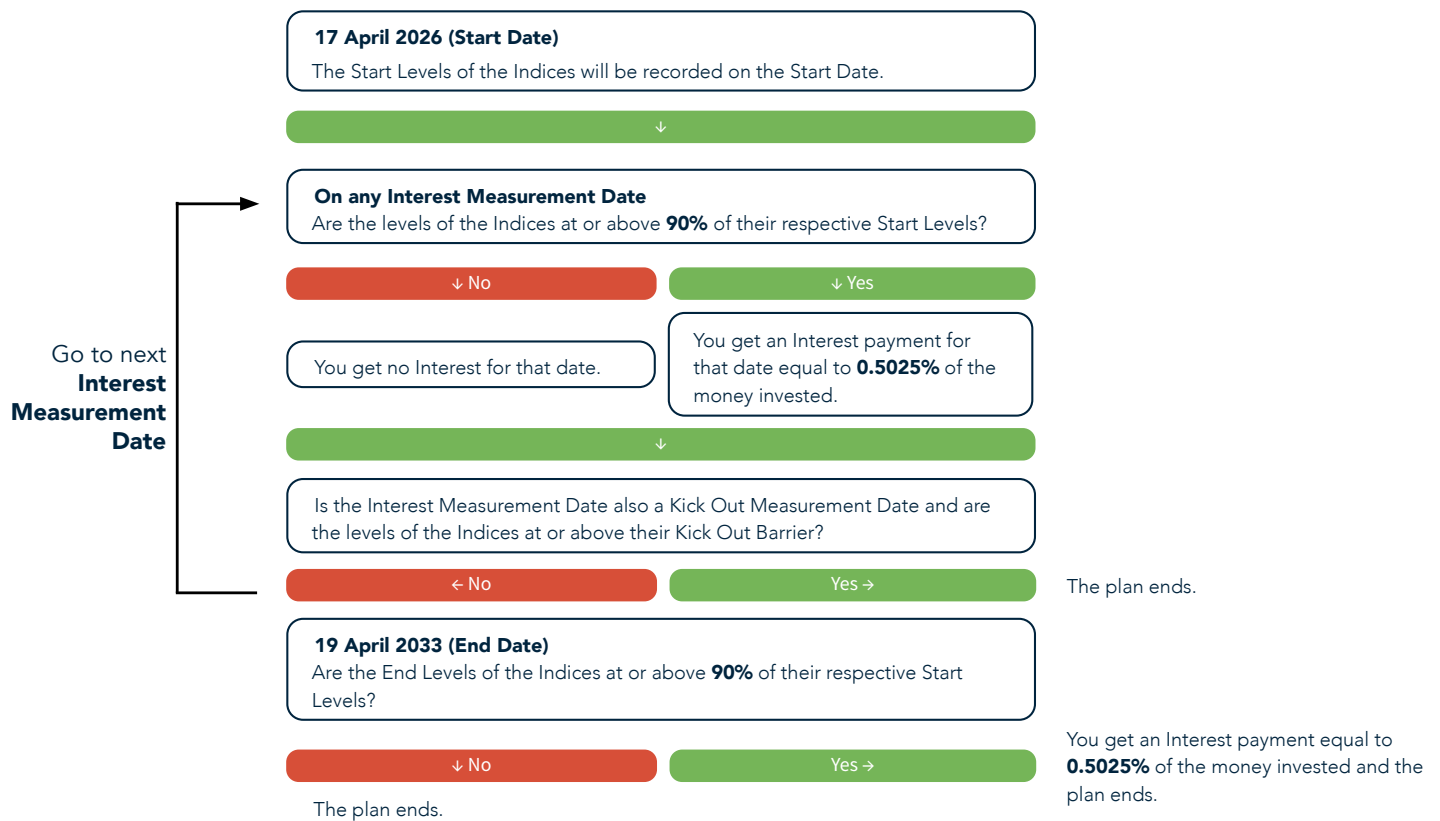 17 April 2026 (Start Date)
The Start Levels of the Indices will be recorded on the Start Date.
↓
On any Interest Measurement Date
Are the levels of the Indices at or above 90% of their respective Start Levels?
↓ No
↓ Yes
You get no Interest for that date.
You get an Interest payment for
that date equal to 0.5025% of the
money invested.
Go to next
Interest
Measurement
Date
↓
Is the Interest Measurement Date also a Kick Out Measurement Date and are
the levels of the Indices at or above their Kick Out Barrier?
← No
Yes →
The plan ends.
19 April 2033 (End Date)
Are the End Levels of the Indices at or above 90% of their respective Start
Levels?
↓ No
Yes →
You get an Interest payment equal to
0.5025% of the money invested and the
plan ends.
The plan ends.